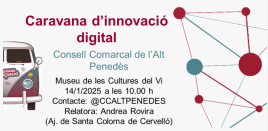 Caravana d'innovació
digital
Consell Comarcal de l'Alt
Penedès
Museu de les Cultures del Vi
14/1/2025 a les 10.00 h
Contacte: @CCALTPENEDES
Relatora: Andrea Rovira
(Aj. de Santa Coloma de Cervelló)